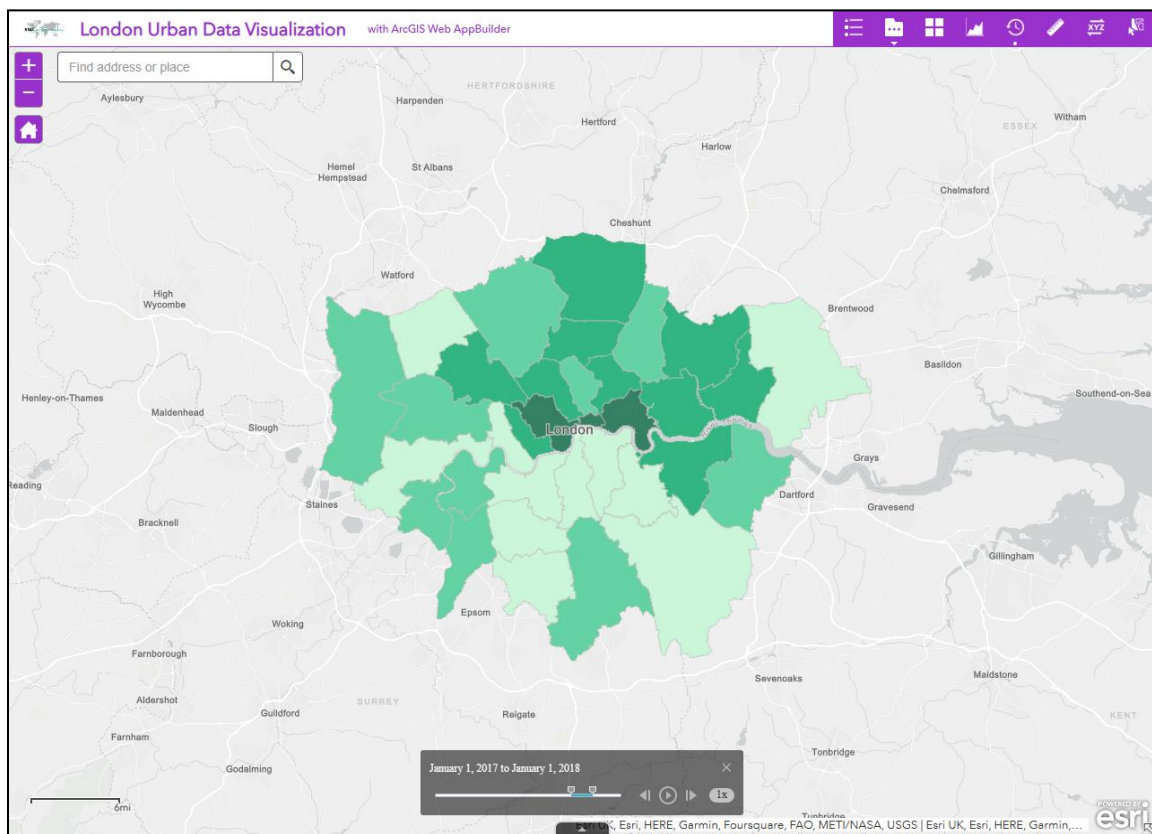 London Urban Data Visualization with ArcGIS Web AppBuilder
XYZ
+
Find address or place
−
HERTFORDSHIRE
Aylesbury
Harpenden
Witham
Hertford
ESSEX
Harlow
Hemel
Hempstead
St Albans
Chelmsford
Cheshunt
Watford
High
Wycombe
Brentwood
Basildon
Henley-on-Thames
Southend-on-Sea
Maidenhead
Slough
London
Grays
Reading
Dartford
Staines
Gravesend
Bracknell
Gillingham
Epsom
Woking
Farnborough
Sevenoaks
Maidstone
Aldershot
SURREY
Guildford
Reigate
KENT
Farnham
Tonbridge
Godalming
January 1, 2017 to January 1, 2018
1x
6mi
POWERED BY
esri
Esri UK, Esri, HERE, Garmin, Foursquare, FAO, METI/NASA, USGS | Esri UK, Esri, HERE, Garmin,...